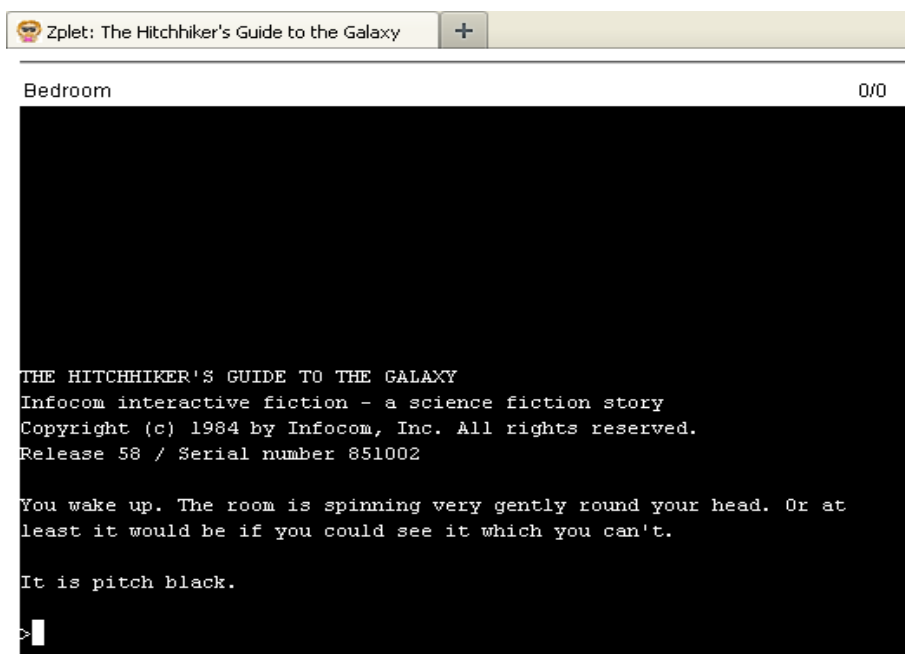 Zplet: The Hitchhiker's Guide to the Galaxy
+
Bedroom 0/0
THE HITCHHIKER'S GUIDE TO THE GALAXY
Infocom interactive fiction - a science fiction story
Copyright (c) 1984 by Infocom, Inc. All rights reserved.
Release 58 / Serial number 851002
You wake up. The room is spinning very gently round your head. Or at
least it would be if you could see it which you can't.
It is pitch black.
>